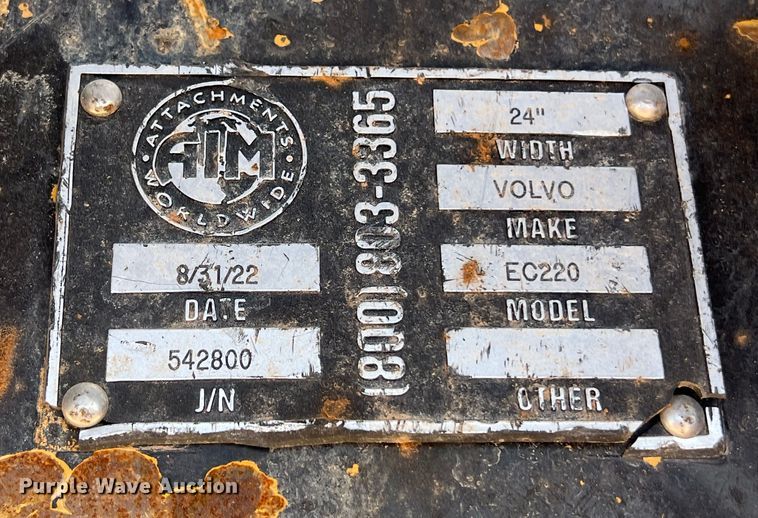 ATTACHMENTS
AIM
WORLDWIDE
8/31/22
DATE
542800
J/N
(800) 803-3365
24"
WIDTH
VOLVO
MAKE
EC220
MODEL
OTHER
Purple Wave Auction